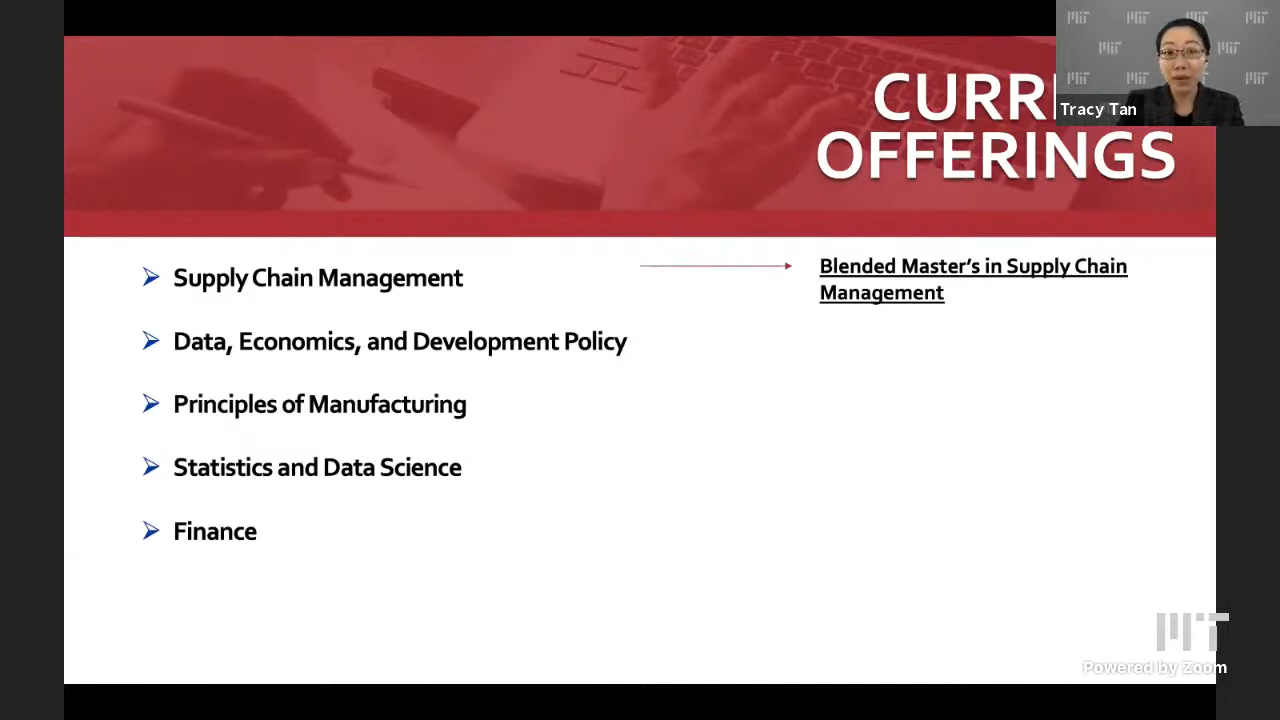 CURR
OFFERINGS
Tracy Tan
Supply Chain Management
Blended Master's in Supply Chain
Management
Data, Economics, and Development Policy
Principles of Manufacturing
Statistics and Data Science
Finance
MIT
Powered by Zoom